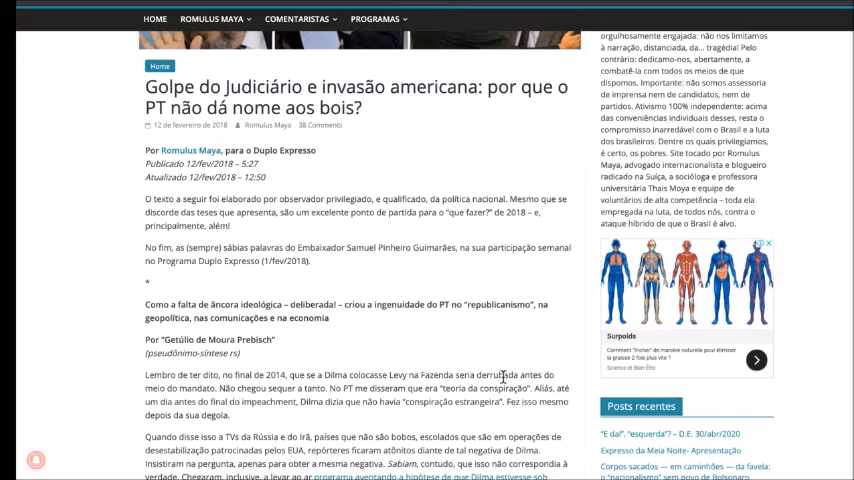 HOME ROMULUS MAYA COMENTARISTAS PROGRAMAS
Home
Golpe do Judiciário e invasão americana: por que o
PT não dá nome aos bois?
12 de fevereiro de 2018 Romulus Maya 38 Comments
Por Romulus Maya, para o Duplo Expresso
Publicado 12/fev/2018 – 5:27
Atualizado 12/fev/2018 – 12:50
O texto a seguir foi elaborado por observador privilegiado, e qualificado, da política nacional. Mesmo que se
discorde das teses que apresenta, são um excelente ponto de partida para o “que fazer?” de 2018 – e,
principalmente, além!
No fim, as (sempre) sábias palavras do Embaixador Samuel Pinheiro Guimarães, na sua participação semanal
no Programa Duplo Expresso (1/fev/2018).
*
Como a falta de âncora ideológica – deliberada! – criou a ingenuidade do PT no “republicanismo”, na
geopolítica, nas comunicações e na economia
Por “Getúlio de Moura Prebisch”
(pseudônimo-síntese rs)
Lembro de ter dito, no final de 2014, que se a Dilma colocasse Levy na Fazenda seria derrubada antes do
meio do mandato. Não chegou sequer a tanto. No PT me disseram que era “teoria da conspiração”. Aliás, até
um dia antes do final do impeachment, Dilma dizia que não havia “conspiração estrangeira”. Fez isso mesmo
depois da sua degola.
Quando disse isso a TVs da Rússia e do Irã, países que não são bobos, escolados que são em operações de
desestabilização patrocinadas pelos EUA, repórteres ficaram atônitos diante de tal negativa de Dilma.
Insistiram na pergunta, apenas para obter a mesma negativa. Sabiam, contudo, que isso não correspondia à
verdade. Chegaram, inclusive, a levar ao ar programa aventando a hipótese de que Dilma estivesse sob
orgulhosamente engajada: não nos limitamos
à narração, distanciada, da... tragédia! Pelo
contrário: dedicamo-nos, abertamente, a
combatê-la com todos os meios de que
dispomos. Importante: não somos assessoria
de imprensa nem de candidatos, nem de
partidos. Ativismo 100% independente: acima
das conveniências individuais desses, resta o
compromisso inarredável com o Brasil e a luta
dos brasileiros. Dentre os quais privilegiamos,
é certo, os pobres. Site tocado por Romulus
Maya, advogado internacionalista e blogueiro
radicado na Suíça, a socióloga e professora
universitária Thais Moya e equipe de
voluntários de alta competência – toda ela
empregada na luta, de todos nós, contra o
ataque híbrido de que o Brasil é alvo.
Surpoids
Comment "tricher" de manière naturelle pour éliminer
la graisse 2 fois plus vite ?
Science et Bien Être
Posts recentes
“E daí”, “esquerda”? – D.E. 30/abr/2020
Expresso da Meia Noite- Apresentação
Corpos sacados — em caminhões — da favela:
o “nacionalismo” sem povo de Bolsonaro